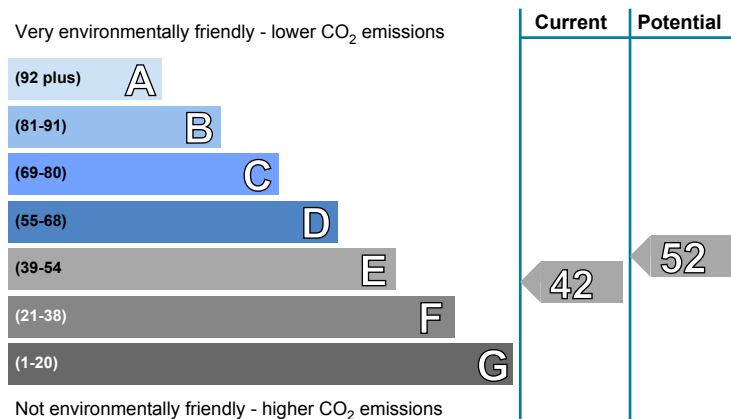 Current Potential
Very environmentally friendly - lower CO₂ emissions
(92 plus) A
(81-91) B
(69-80) C
(55-68) D
(39-54 E
42 52
(21-38) F
(1-20) G
Not environmentally friendly - higher CO₂ emissions